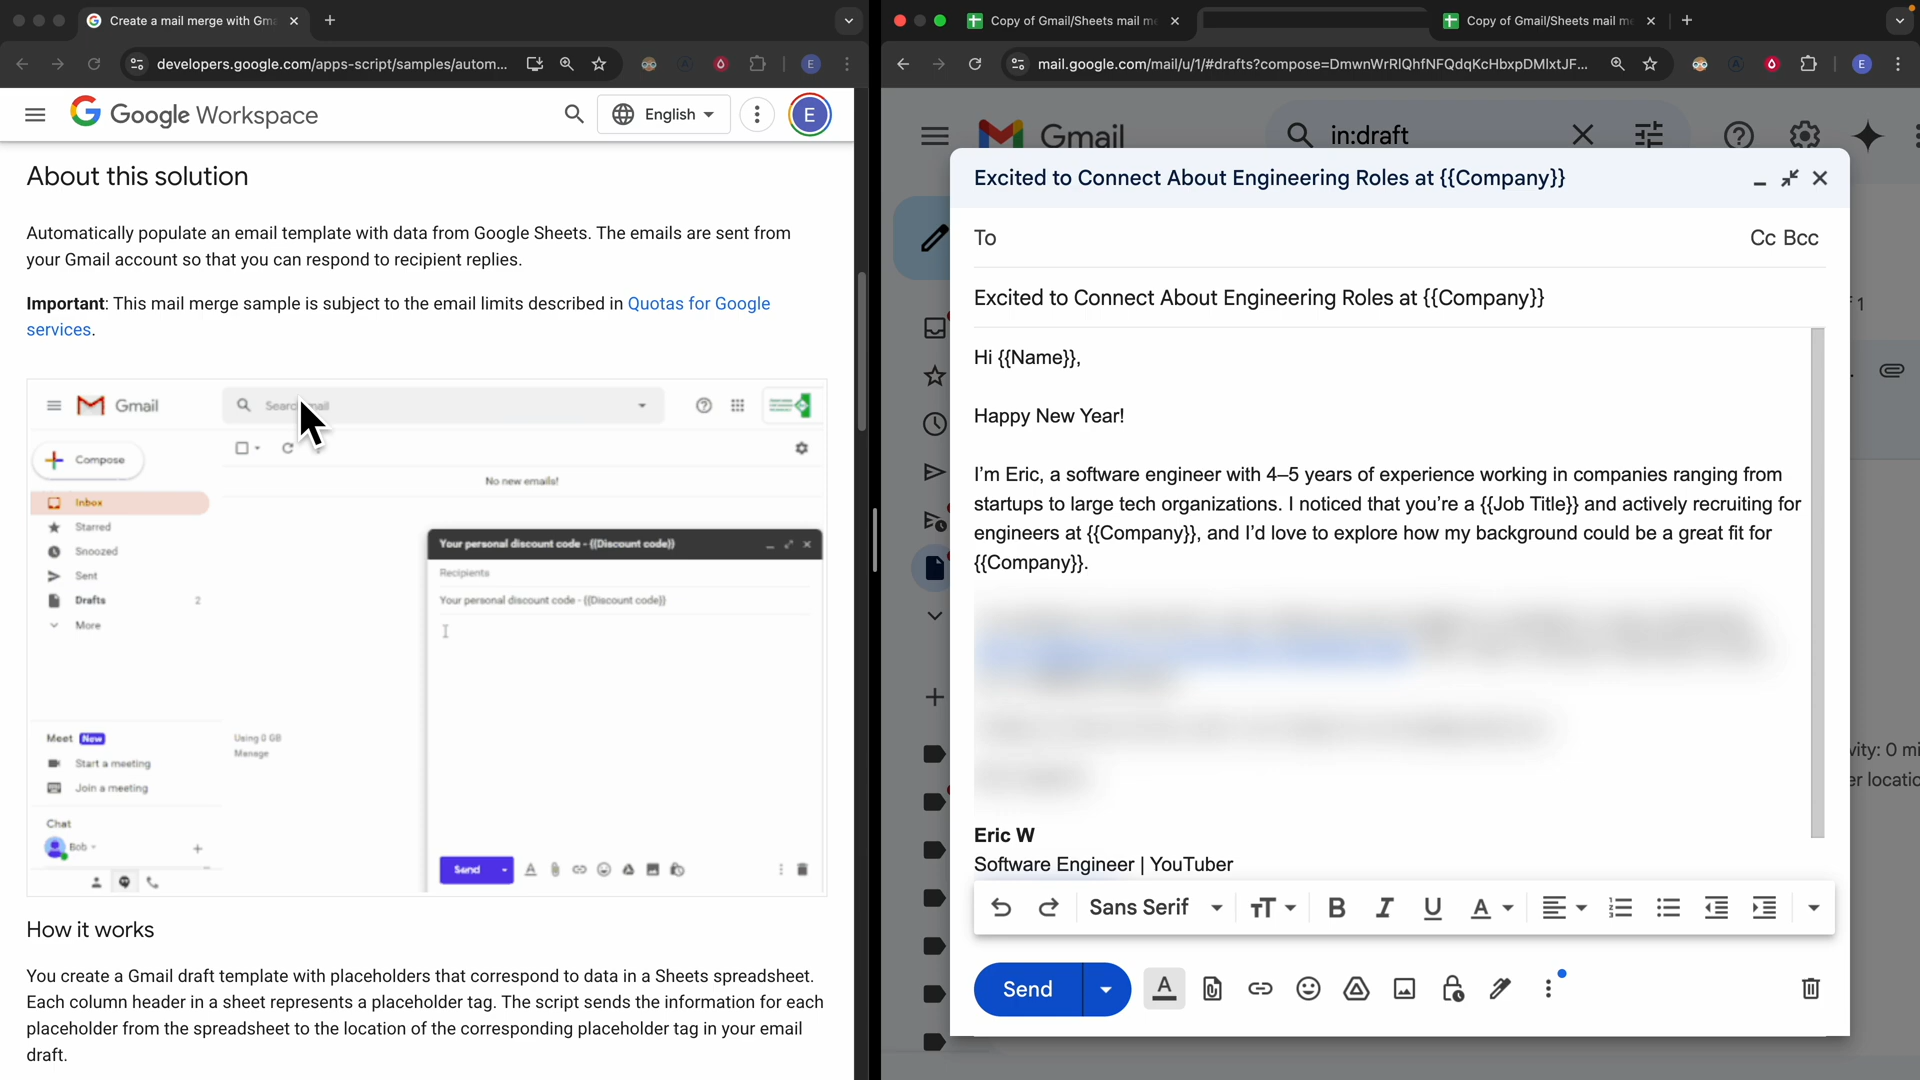 Create a mail merge with Gm
developers.google.com/apps-script/samples/autom...
E
Google Workspace
English
E
About this solution
Automatically populate an email template with data from Google Sheets. The emails are sent from
your Gmail account so that you can respond to recipient replies.
Important: This mail merge sample is subject to the email limits described in Quotas for Google
services.
Gmail
Search mail
Compose
No new emails!
Inbox
Starred
Snoozed
Sent
Drafts 2
More
Your personal discount code - {{Discount code}}
Recipients
Your personal discount code - {{Discount code}}
Meet New
Using 0 GB
Manage
Start a meeting
Join a meeting
Chat
Bob
Send
How it works
You create a Gmail draft template with placeholders that correspond to data in a Sheets spreadsheet.
Each column header in a sheet represents a placeholder tag. The script sends the information for each
placeholder from the spreadsheet to the location of the corresponding placeholder tag in your email
draft.
Copy of Gmail/Sheets mail me
Copy of Gmail/Sheets mail me
mail.google.com/mail/u/1/#drafts?compose=DmwnWrRlQhfNFQdqKcHbxpDMlxtJF...
E
Gmail
in:draft
Excited to Connect About Engineering Roles at {{Company}}
To
Cc Bcc
Excited to Connect About Engineering Roles at {{Company}}
Hi {{Name}},
Happy New Year!
I'm Eric, a software engineer with 4–5 years of experience working in companies ranging from
startups to large tech organizations. I noticed that you're a {{Job Title}} and actively recruiting for
engineers at {{Company}}, and I'd love to explore how my background could be a great fit for
{{Company}}.
Eric W
Software Engineer | YouTuber
Sans Serif
Send